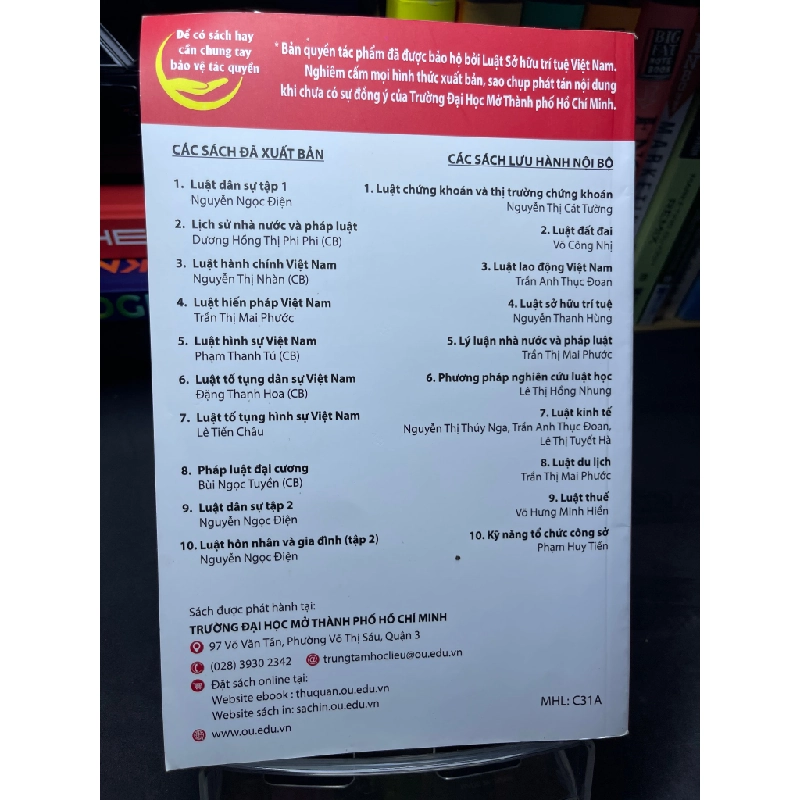 Để có sách hay
cần chung tay
bảo vệ tác quyền
* Bản quyền tác phẩm đã được bảo hộ bởi Luật Sở hữu trí tuệ Việt Nam.
Nghiêm cấm mọi hình thức xuất bản, sao chụp phát tán nội dung
khi chưa có sự đồng ý của Trường Đại Học Mở Thành phố Hồ Chí Minh.
CÁC SÁCH ĐÃ XUẤT BẢN
1. Luật dân sự tập 1
Nguyễn Ngọc Điện
2. Lịch sử nhà nước và pháp luật
Dương Hồng Thị Phi Phi (CB)
3. Luật hành chính Việt Nam
Nguyễn Thị Nhàn (CB)
4. Luật hiến pháp Việt Nam
Trần Thị Mai Phước
5. Luật hình sự Việt Nam
Phạm Thanh Tú (CB)
6. Luật tố tụng dân sự Việt Nam
Đặng Thanh Hoa (CB)
7. Luật tố tụng hình sự Việt Nam
Lê Tiến Châu
8. Pháp luật đại cương
Bùi Ngọc Tuyền (CB)
9. Luật dân sự tập 2
Nguyễn Ngọc Điện
10. Luật hôn nhân và gia đình (tập 2)
Nguyễn Ngọc Điện
CÁC SÁCH LƯU HÀNH NỘI BỘ
1. Luật chứng khoán và thị trường chứng khoán
Nguyễn Thị Cát Tường
2. Luật đất đai
Võ Công Nhị
3. Luật lao động Việt Nam
Trần Anh Thục Đoan
4. Luật sở hữu trí tuệ
Nguyễn Thanh Hùng
5. Lý luận nhà nước và pháp luật
Trần Thị Mai Phước
6. Phương pháp nghiên cứu luật học
Lê Thị Hồng Nhung
7. Luật kinh tế
Nguyễn Thị Thúy Nga, Trần Anh Thục Đoan,
Lê Thị Tuyết Hà
8. Luật du lịch
Trần Thị Mai Phước
9. Luật thuế
Võ Hưng Minh Hiền
10. Kỹ năng tổ chức công sở
Phạm Huy Tiến
Sách được phát hành tại:
TRƯỜNG ĐẠI HỌC MỞ THÀNH PHỐ HỒ CHÍ MINH
97 Võ Văn Tần, Phường Võ Thị Sáu, Quận 3
(028) 3930 2342 trungtamhoclieu@ou.edu.vn
Đặt sách online tại:
Website ebook : thuquan.ou.edu.vn
Website sách in: sachin.ou.edu.vn
www.ou.edu.vn
MHL: C31A